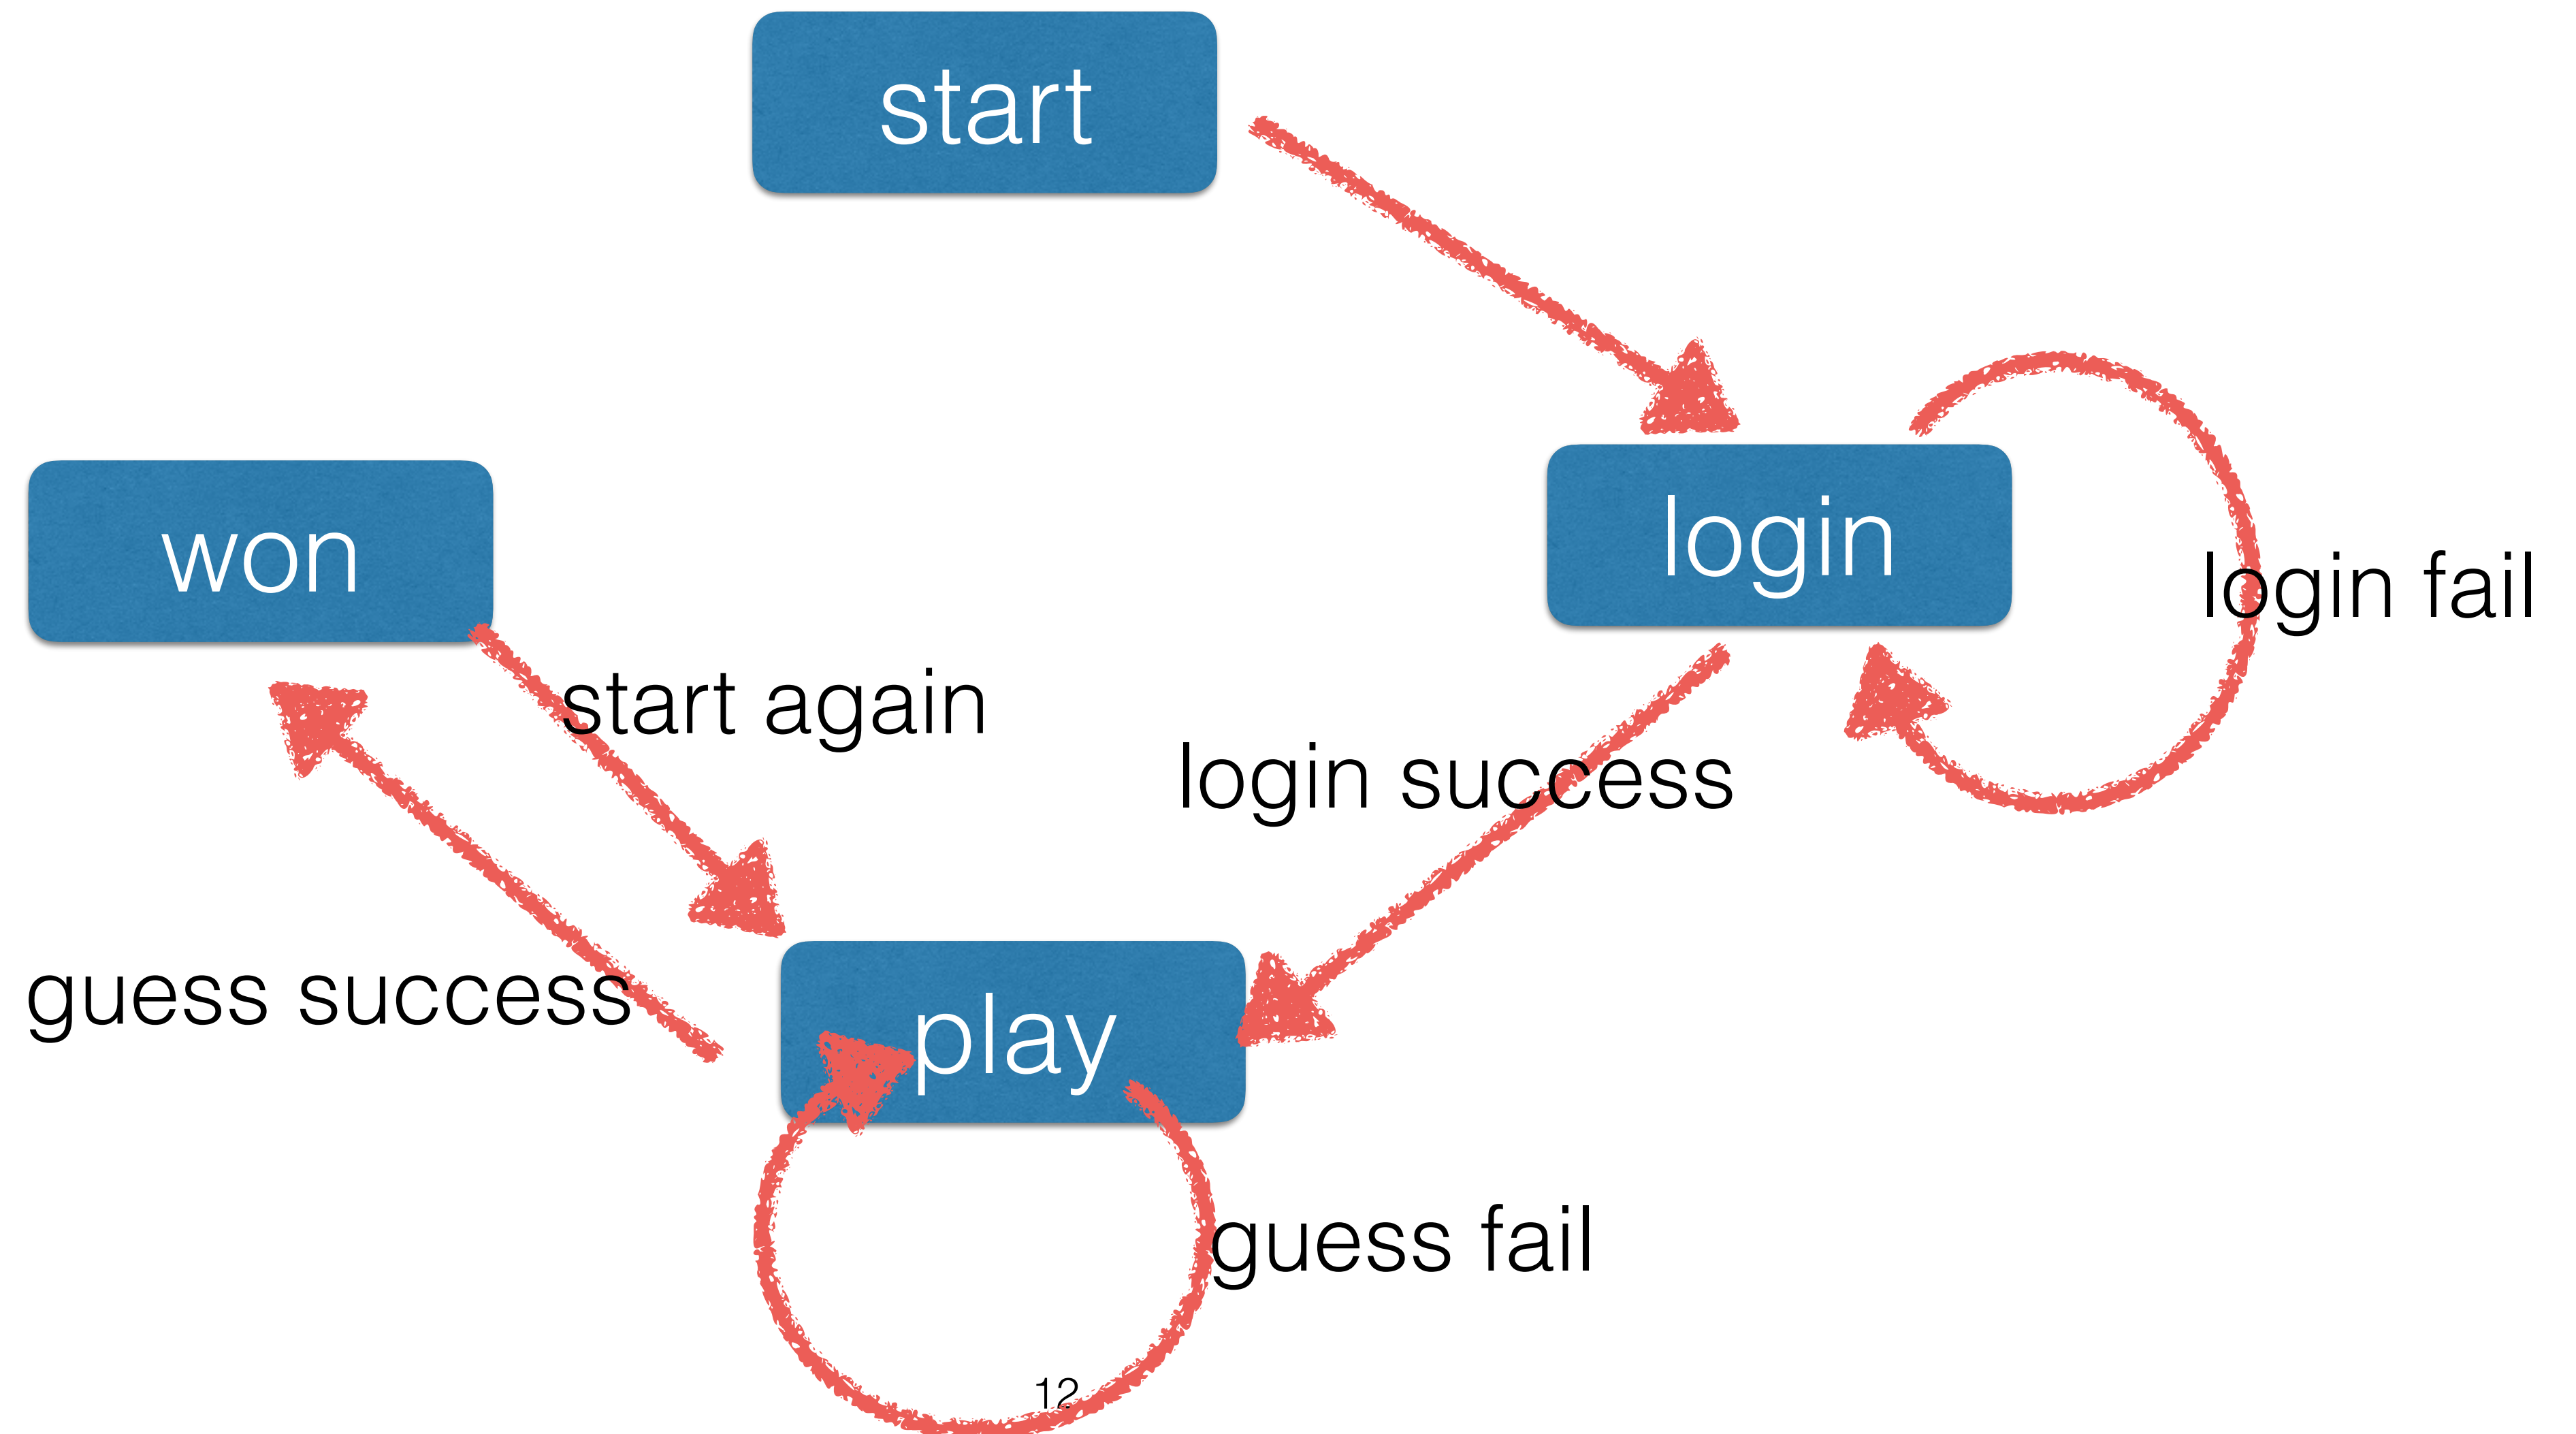 start
won
login
login fail
start again
login success
guess success
play
guess fail
12